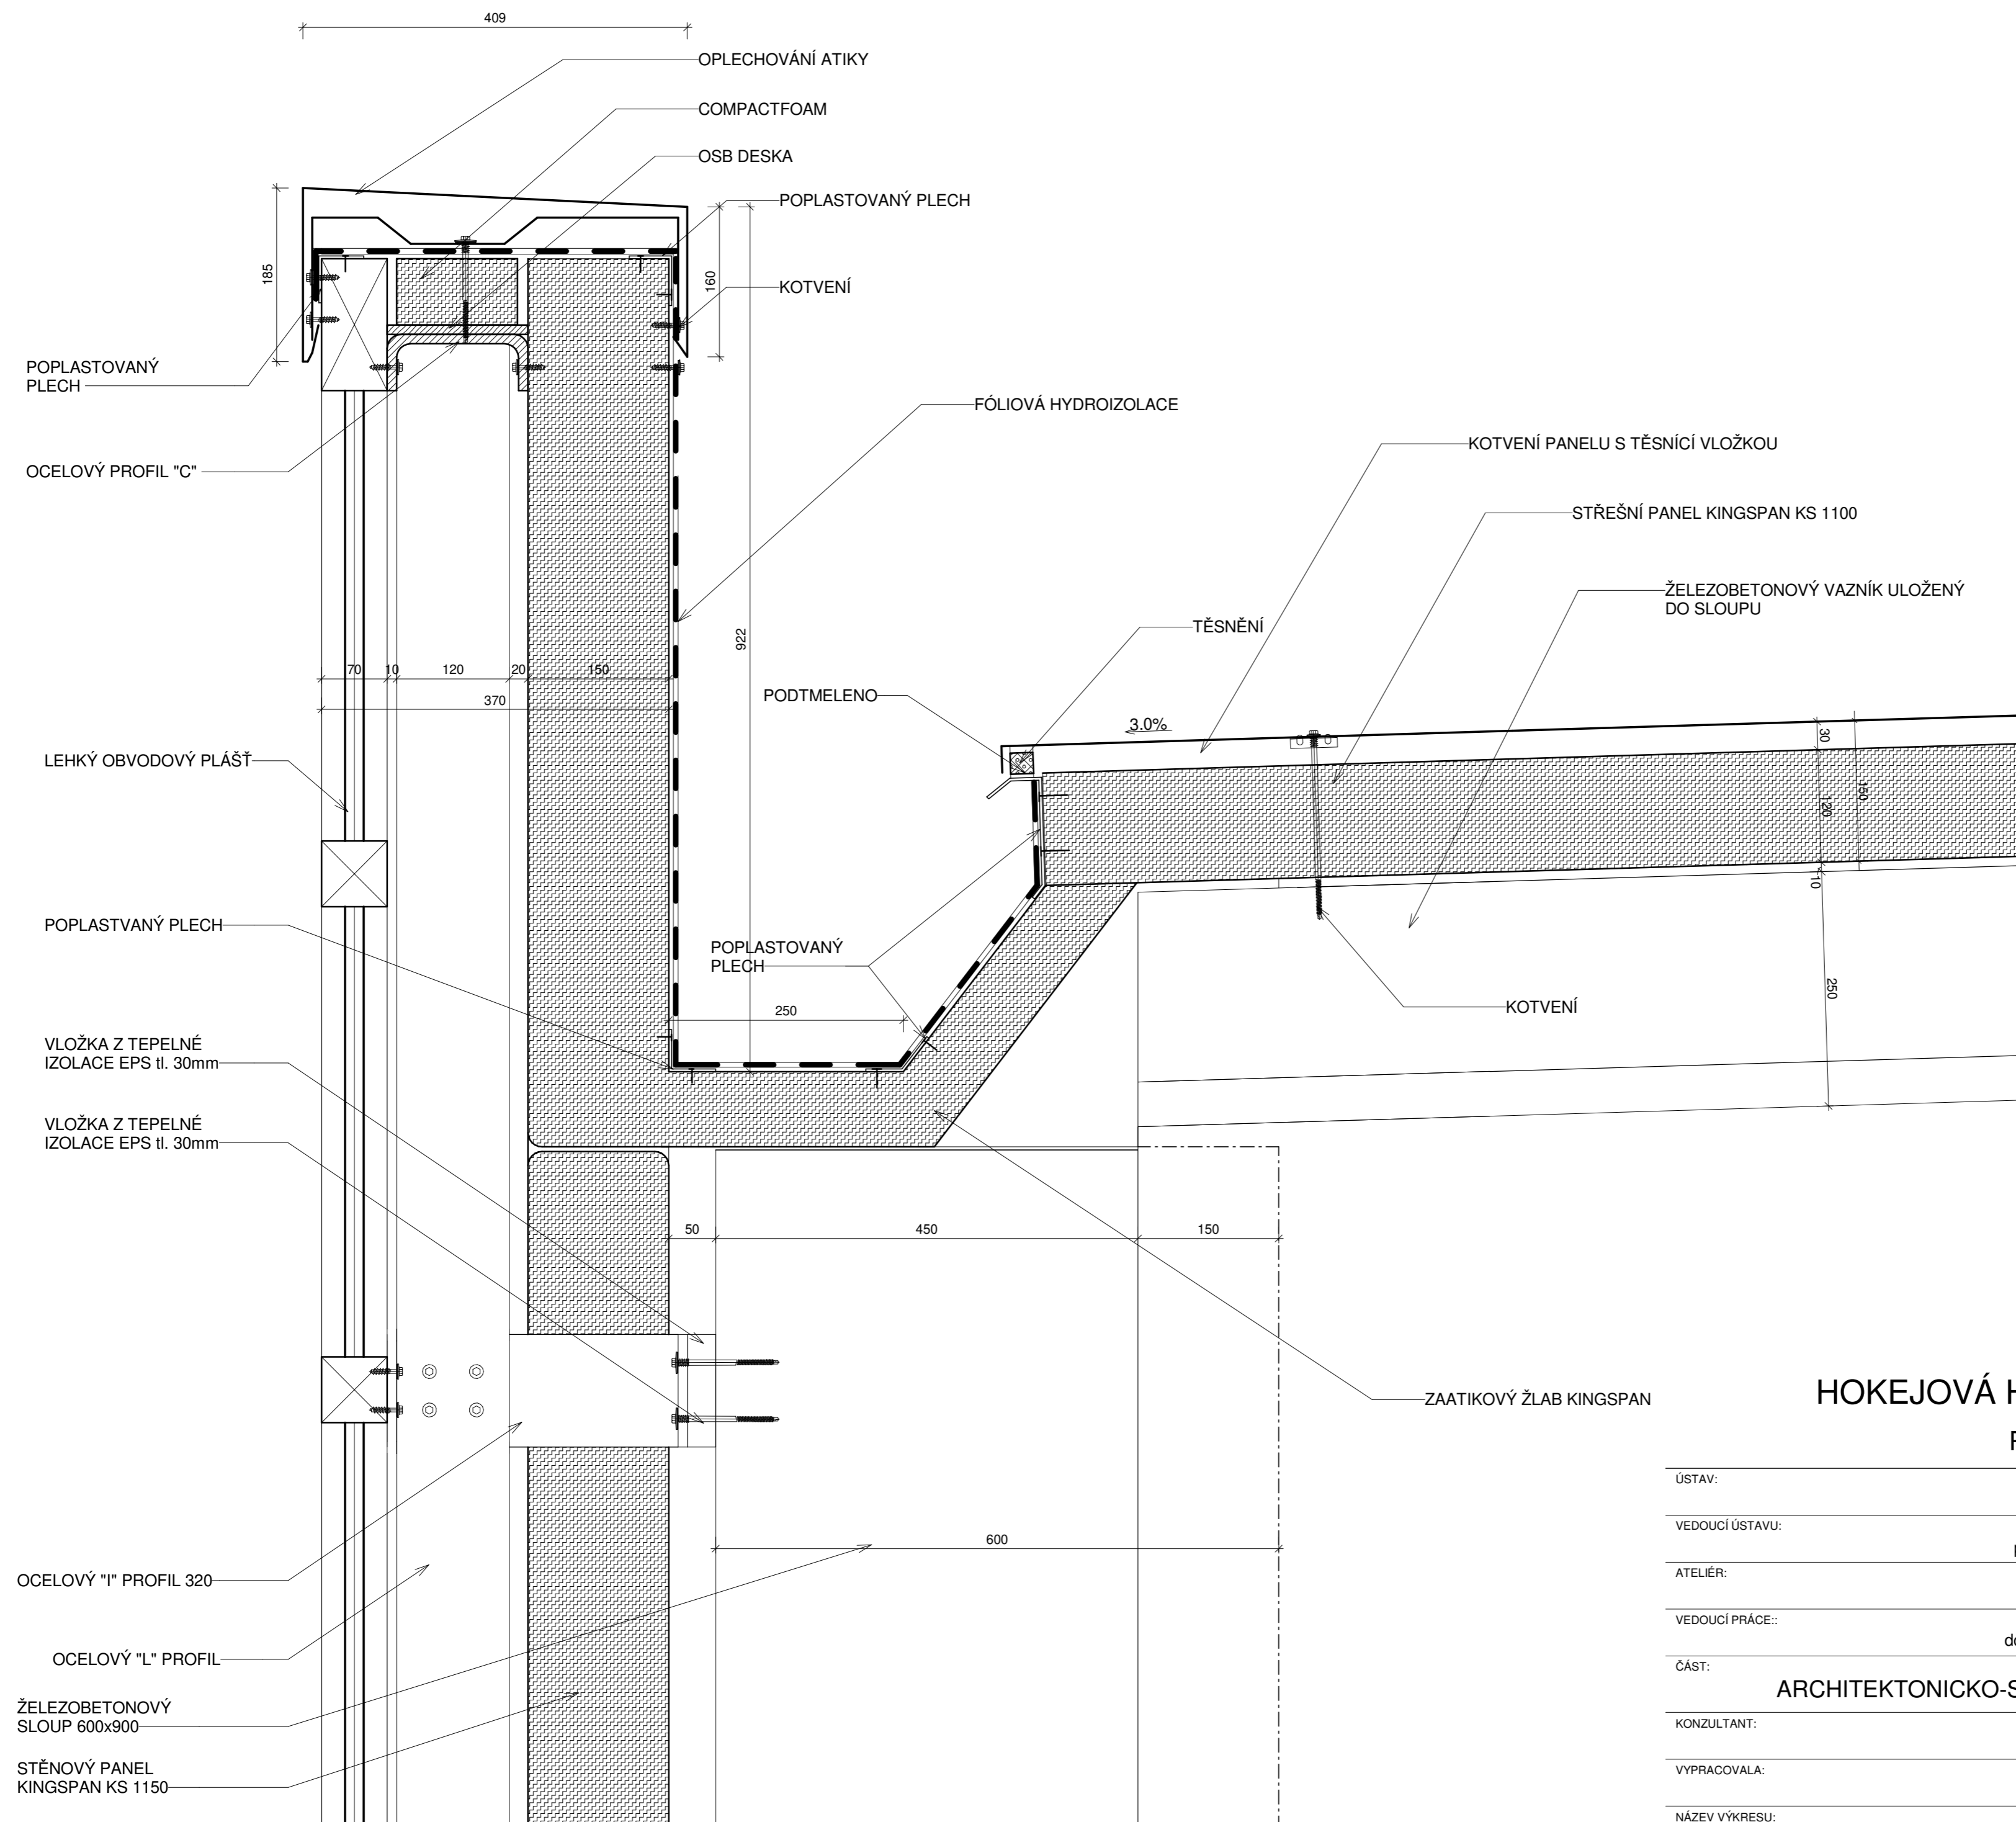 409
OPLECHOVÁNÍ ATIKY
COMPACTFOAM
OSB DESKA
POPLASTOVANÝ PLECH
185
160
KOTVENÍ
POPLASTOVANÝ
PLECH
FÓLIOVÁ HYDROIZOLACE
OCELOVÝ PROFIL "C"
KOTVENÍ PANELU S TĚSNÍCÍ VLOŽKOU
STŘEŠNÍ PANEL KINGSPAN KS 1100
ŽELEZOBETONOVÝ VAZNÍK ULOŽENÝ
DO SLOUPU
TĚSNĚNÍ
922
70
10
120
20
150
370
PODTMELENO
3.0%
30
150
120
10
250
LEHKÝ OBVODOVÝ PLÁŠŤ
POPLASTVANÝ PLECH
POPLASTOVANÝ
PLECH
250
KOTVENÍ
VLOŽKA Z TEPELNÉ
IZOLACE EPS tl. 30mm
VLOŽKA Z TEPELNÉ
IZOLACE EPS tl. 30mm
50
450
150
ZAATIKOVÝ ŽLAB KINGSPAN
600
OCELOVÝ "I" PROFIL 320
OCELOVÝ "L" PROFIL
ŽELEZOBETONOVÝ
SLOUP 600x900
STĚNOVÝ PANEL
KINGSPAN KS 1150
HOKEJOVÁ
ÚSTAV:
VEDOUCÍ ÚSTAVU:
ATELIÉR:
VEDOUCÍ PRÁCE::
ČÁST:
ARCHITEKTONICKO-S
KONZULTANT:
VYPRACOVALA:
NÁZEV VÝKRESU: